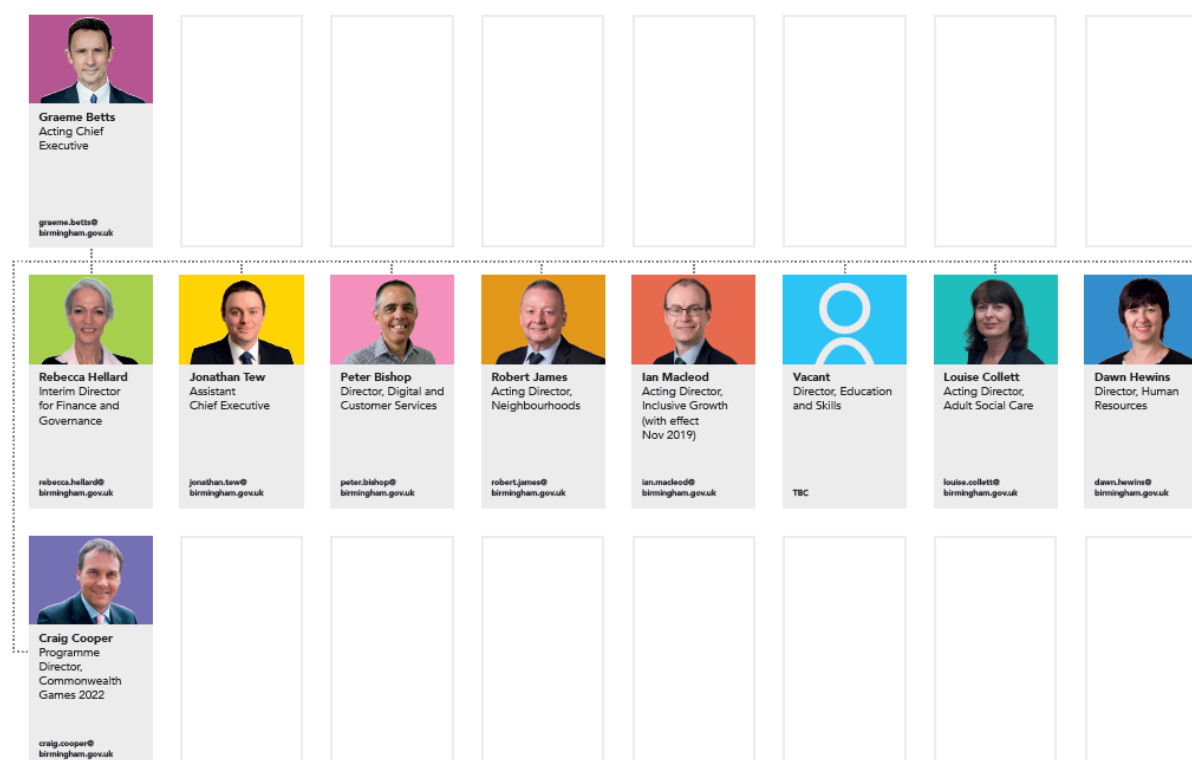 Graeme Betts
Acting Chief
Executive
graeme.betts@
birmingham.gov.uk
Rebecca Hellard
Interim Director
for Finance and
Governance
rebecca.hellard@
birmingham.gov.uk
Jonathan Tew
Assistant
Chief Executive
jonathan.tew@
birmingham.gov.uk
Peter Bishop
Director, Digital and
Customer Services
peter.bishop@
birmingham.gov.uk
Robert James
Acting Director,
Neighbourhoods
robert.james@
birmingham.gov.uk
Ian Macleod
Acting Director,
Inclusive Growth
(with effect
Nov 2019)
ian.macleod@
birmingham.gov.uk
Vacant
Director, Education
and Skills
TBC
Louise Collett
Acting Director,
Adult Social Care
louise.collett@
birmingham.gov.uk
Dawn Hewins
Director, Human
Resources
dawn.hewins@
birmingham.gov.uk
Craig Cooper
Programme
Director,
Commonwealth
Games 2022
craig.cooper@
birmingham.gov.uk